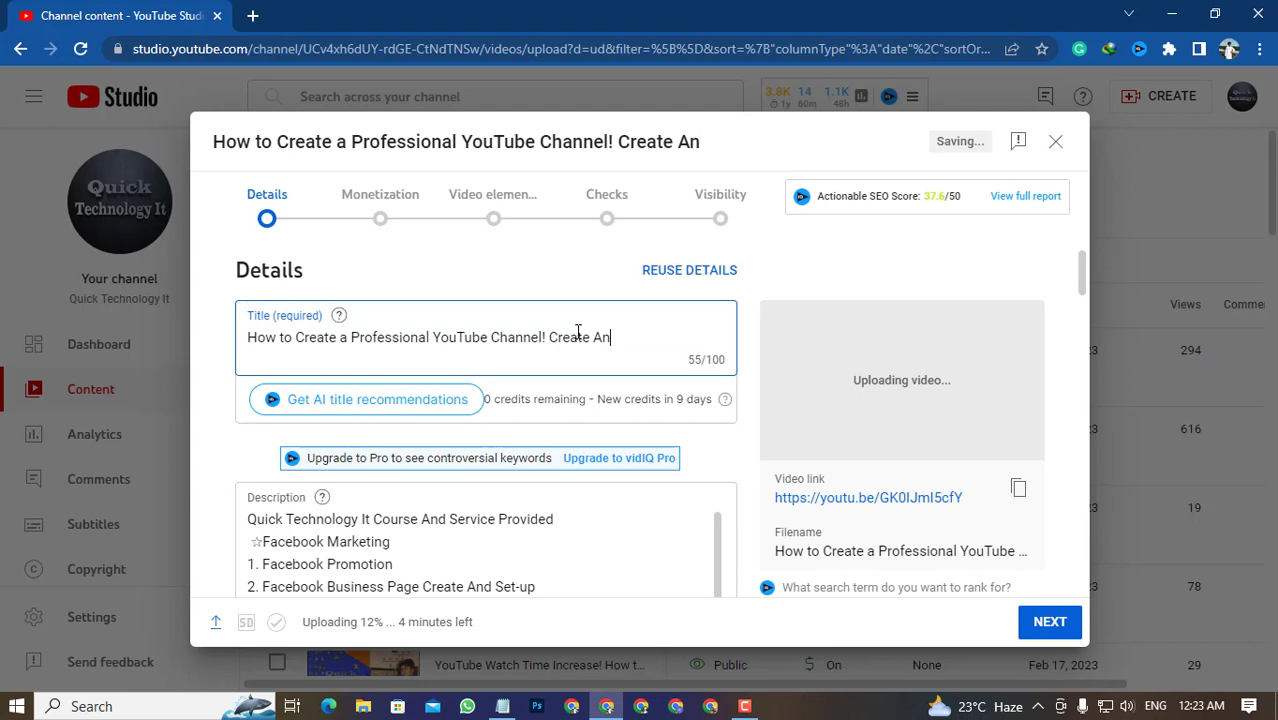 Channel content - YouTube Stud
studio.youtube.com/channel/UCv4xh6dUY-rdGE-CtNdTNSw/videos/upload?d=ud&filter=%5B%5D&sort=%7B"columnType"%3A"date"%2C"sortOr...
Studio
Search across your channel
3.8K 14 1.1K
1y 60m 48h
CREATE
How to Create a Professional YouTube Channel! Create An
Saving...
Details
Monetization
Video elemen...
Checks
Visibility
Actionable SEO Score: 37.6/50
View full report
Quick
Technology It
Your channel
Quick Technology It
Dashboard
Content
Analytics
Comments
Subtitles
Copyright
Settings
Send feedback
Details
REUSE DETAILS
Title (required)
How to Create a Professional YouTube Channel! Create An
55/100
Get AI title recommendations
0 credits remaining - New credits in 9 days
Upgrade to Pro to see controversial keywords
Upgrade to vidIQ Pro
Description
Quick Technology It Course And Service Provided
☆Facebook Marketing
1. Facebook Promotion
2. Facebook Business Page Create And Set-up
Uploading video...
Video link
https://youtu.be/GK0IJmI5cfY
Filename
How to Create a Professional YouTube ...
What search term do you want to rank for?
Uploading 12% ... 4 minutes left
NEXT
Views
Comme
294
616
19
78
YouTube Watch Time Increase! How t...
Public
On
None
Feb 17, 2023
29
Search
23°C Haze
12:23 AM